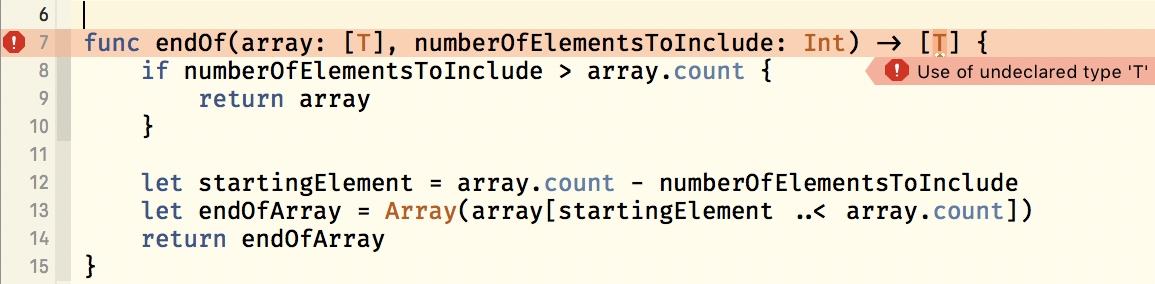 6
7 func endOf(array: [T], numberOfElementsToInclude: Int) -> [T] {
8     if numberOfElementsToInclude > array.count {
Use of undeclared type 'T'
9         return array
10     }
11
12     let startingElement = array.count - numberOfElementsToInclude
13     let endOfArray = Array(array[startingElement ..< array.count])
14     return endOfArray
15 }